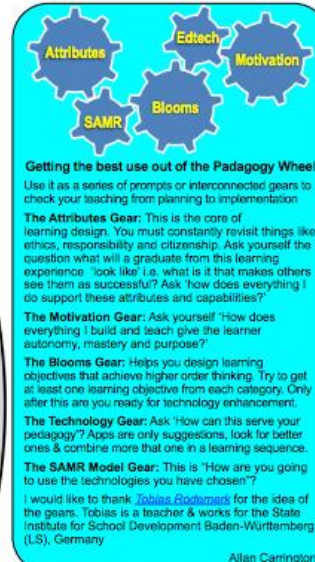 Attributes
Edtech
Motivation
SAMR
Blooms
Getting the best use out of the Padagogy Wheel
Use it as a series of prompts or interconnected gears to
check your teaching from planning to implementation
The Attributes Gear: This is the core of
learning design. You must constantly revisit things like
ethics, responsibility and citizenship. Ask yourself the
question what will a graduate from this learning
experience 'look like' i.e. what is it that makes others
see them as successful? Ask 'how does everything I
do support these attributes and capabilities?'
The Motivation Gear: Ask yourself 'How does
everything I build and teach give the learner
autonomy, mastery and purpose?'
The Blooms Gear: Helps you design learning
objectives that achieve higher order thinking. Try to get
at least one learning objective from each category. Only
after this are you ready for technology enhancement.
The Technology Gear: Ask 'How can this serve your
pedagogy'? Apps are only suggestions, look for better
ones & combine more that one in a learning sequence.
The SAMR Model Gear: This is "How are you going
to use the technologies you have chosen"?
I would like to thank Tobias Rodemerk for the idea of
the gears. Tobias is a teacher & works for the State
Institute for School Development Baden-Württemberg
(LS), Germany
Allan Carrington